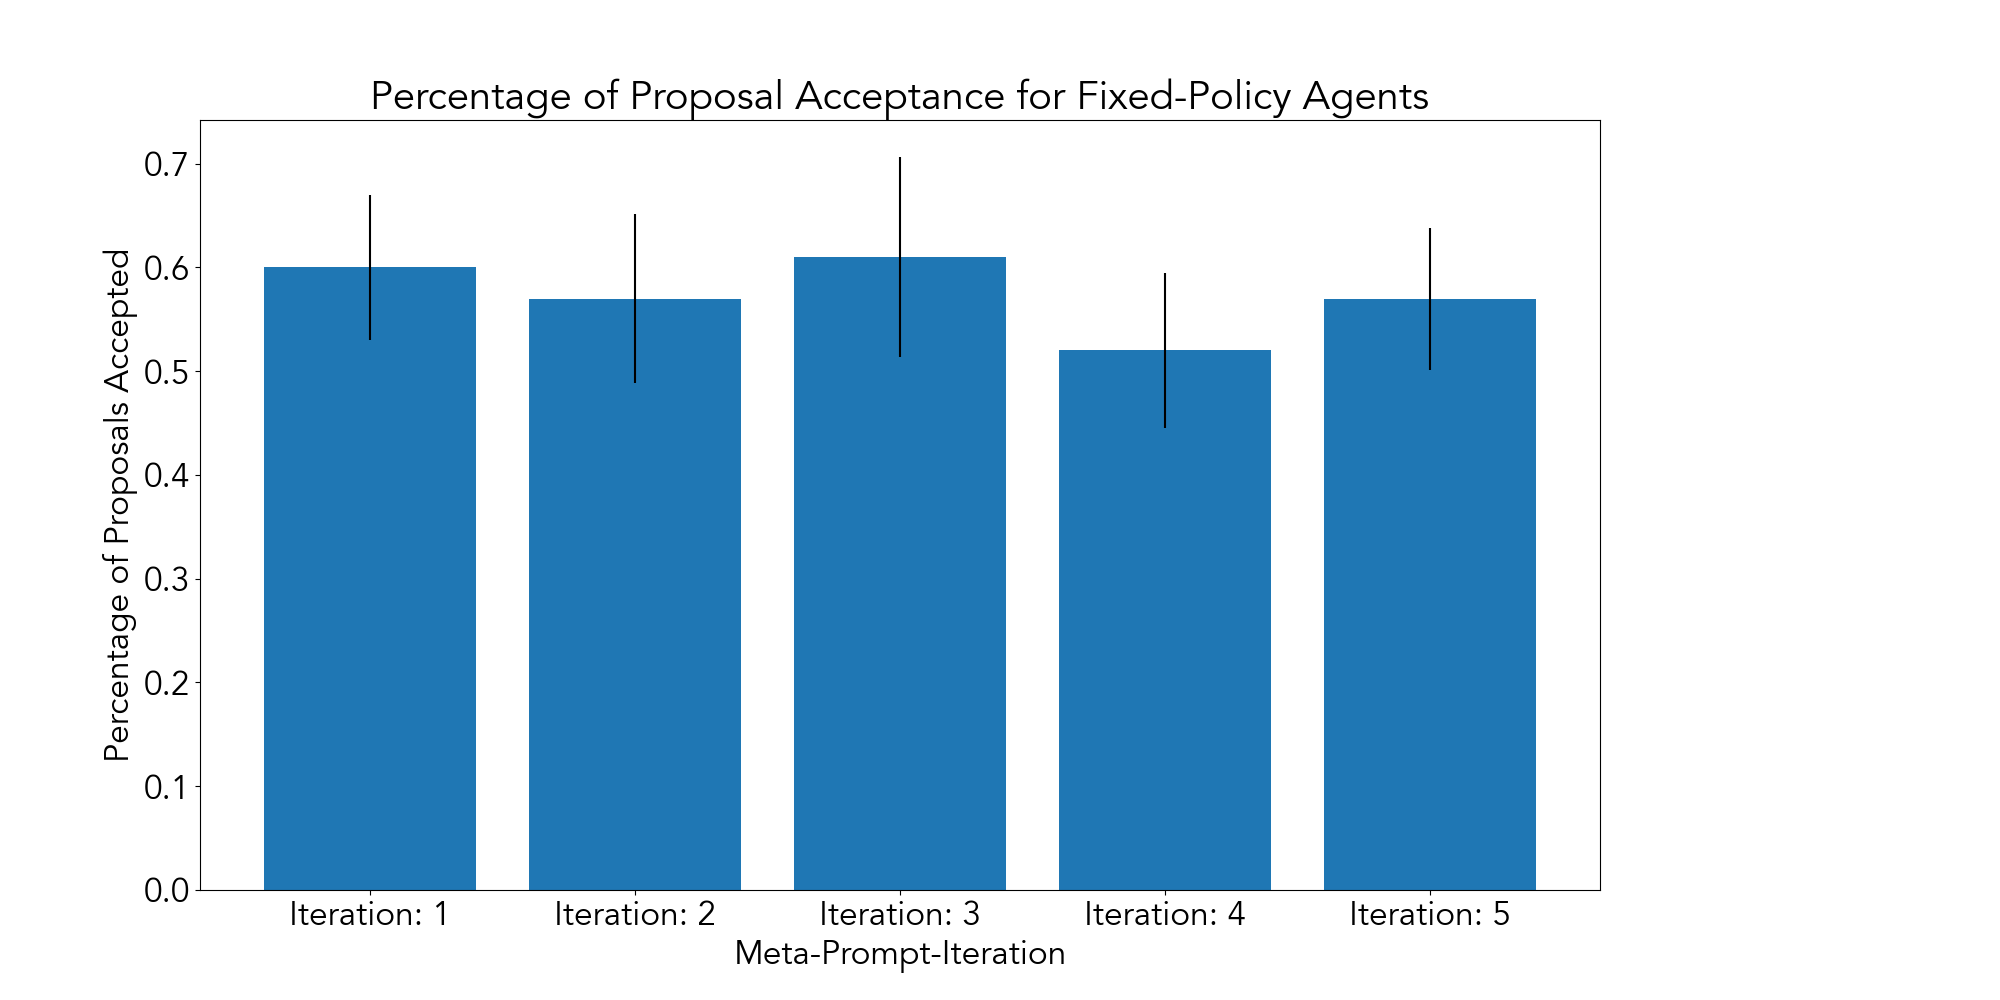 Percentage of Proposal Acceptance for Fixed-Policy Agents
Percentage of Proposals Accepted
0.7
0.6
0.5
0.4
0.3
0.2
0.1
0.0
Iteration: 1
Iteration: 2
Iteration: 3
Iteration: 4
Iteration: 5
Meta-Prompt-Iteration